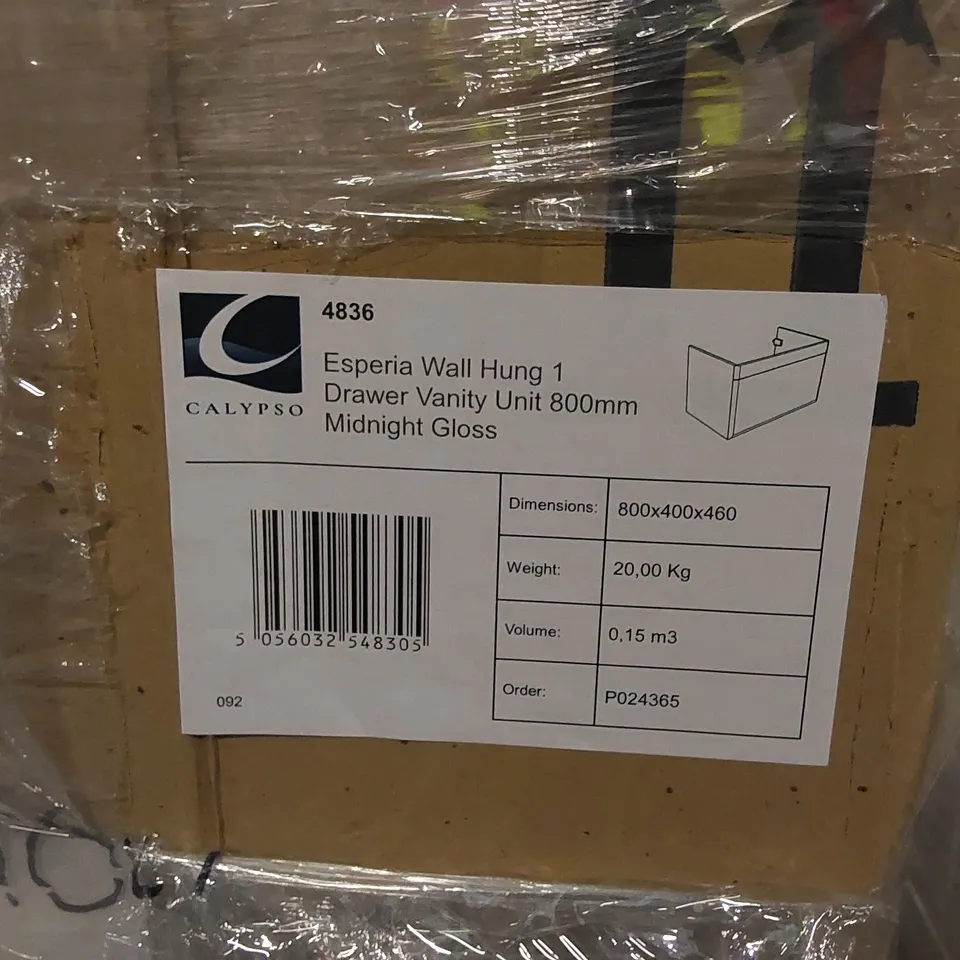 4836
CALYPSO
Esperia Wall Hung 1
Drawer Vanity Unit 800mm
Midnight Gloss
Dimensions: 800x400x460
Weight: 20,00 Kg
Volume: 0,15 m3
Order: P024365
5 056032 548305
092